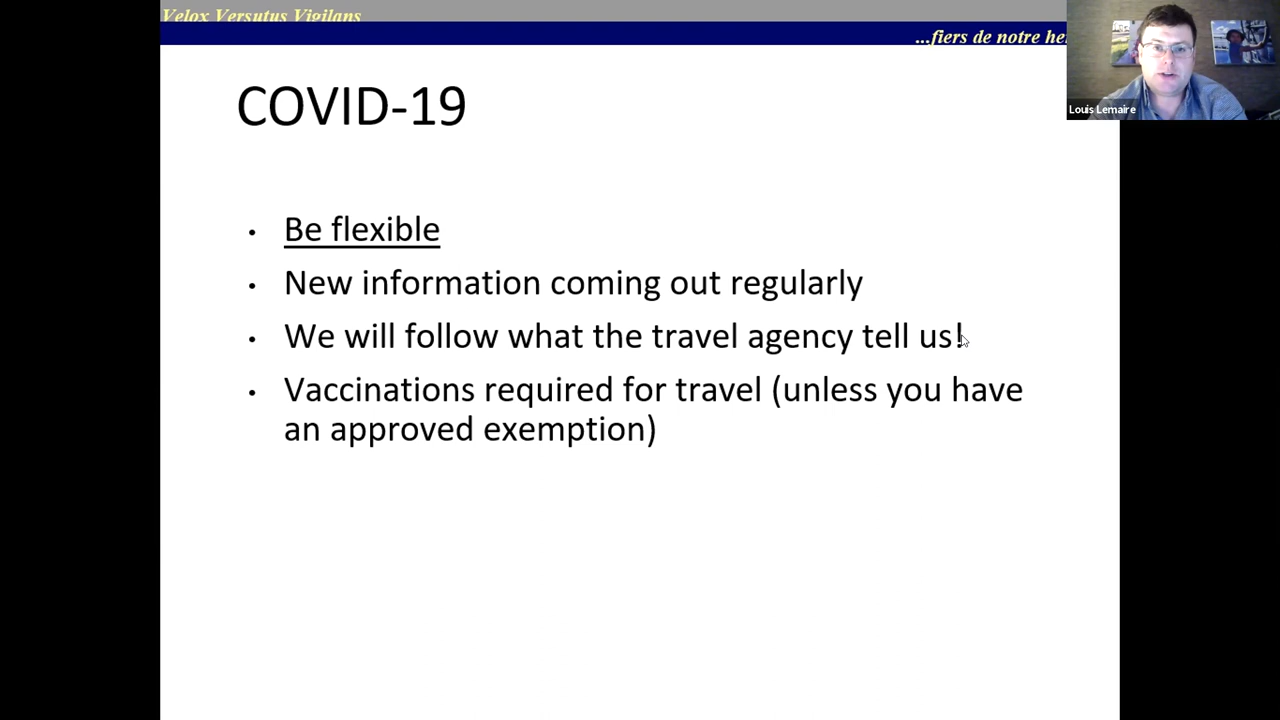 Velox Versutus Vigilans
...fiers de notre
Louis Lemaire
COVID-19
• Be flexible
• New information coming out regularly
• We will follow what the travel agency tell us!
• Vaccinations required for travel (unless you have
an approved exemption)